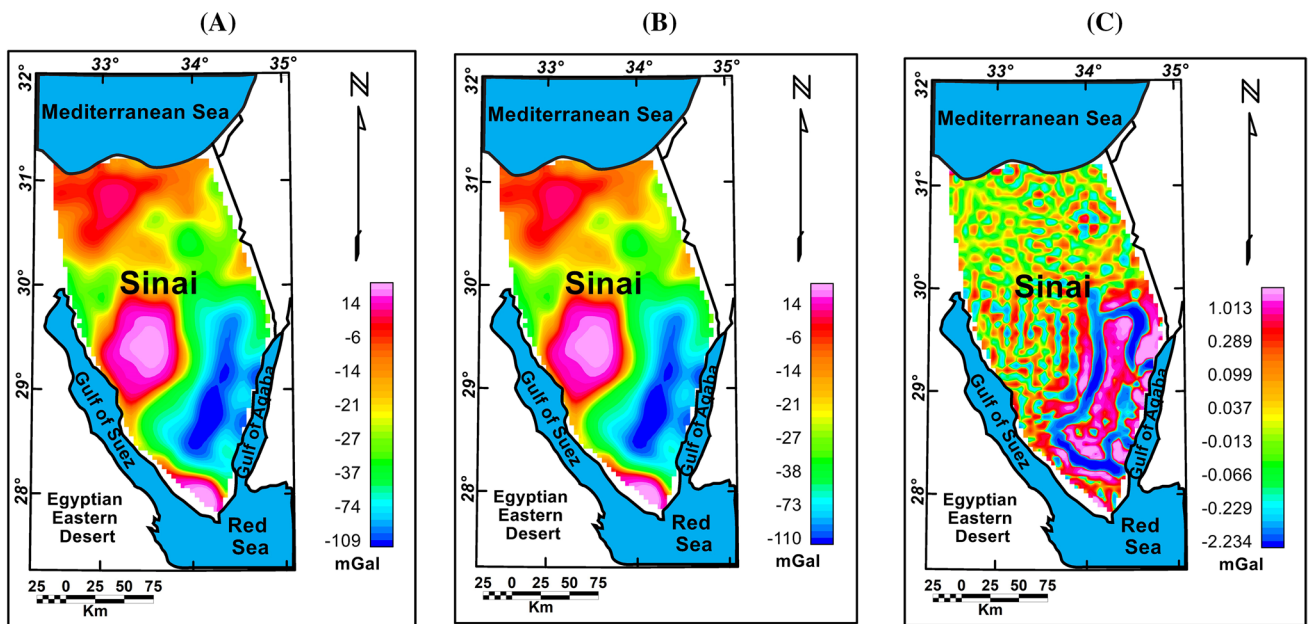 (A)
33° 34° 35°
32°
N
Mediterranean Sea
31°
Sinai
30°
14
-6
29°
-14
-21
Gulf of Suez
Gulf of Aqaba
-27
-37
28°
-74
Egyptian
Eastern
Desert
Red
Sea
-109
mGal
25 0 25 50 75
Km
(B)
33° 34° 35°
32°
N
Mediterranean Sea
31°
Sinai
30°
14
-6
29°
-14
-21
Gulf of Suez
Gulf of Aqaba
-27
-38
28°
-73
Egyptian
Eastern
Desert
Red
Sea
-110
mGal
25 0 25 50 75
Km
(C)
33° 34° 35°
32°
N
Mediterranean Sea
31°
Sinai
30°
1.013
0.289
29°
0.099
0.037
Gulf of Suez
Gulf of Aqaba
-0.013
-0.066
28°
-0.229
Egyptian
Eastern
Desert
Red
Sea
-2.234
mGal
25 0 25 50 75
Km